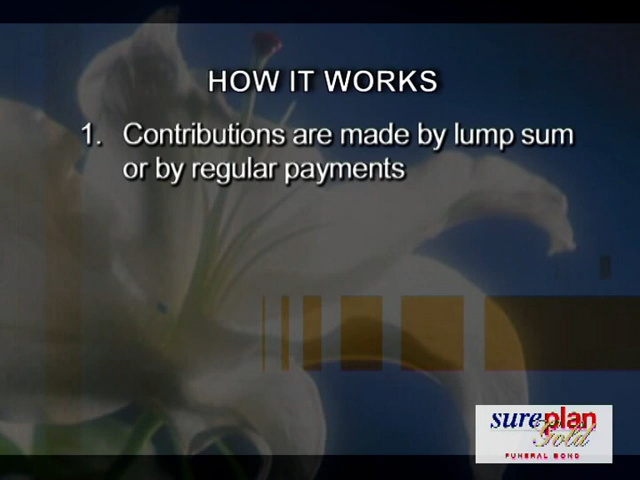 HOW IT WORKS
1. Contributions are made by lump sum
or by regular payments
sureplan
Gold
FUNERAL BOND